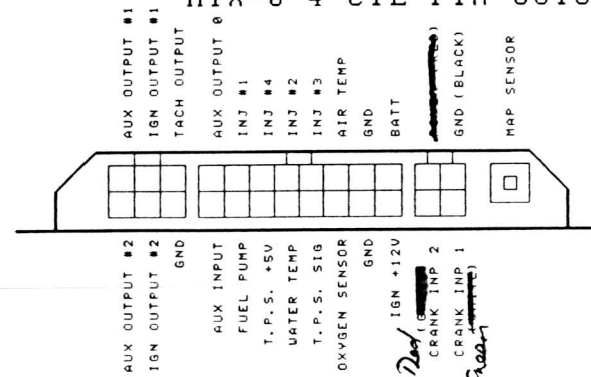 AUX OUTPUT #1
IGN OUTPUT #1
TACH OUTPUT
AUX OUTPUT 0
INJ #1
INJ #4
INJ #2
INJ #3
AIR TEMP
GND
BATT
GND (BLACK)
MAP SENSOR
AUX OUTPUT #2
IGN OUTPUT #2
GND
AUX INPUT
FUEL PUMP
T.P.S. +5V
WATER TEMP
T.P.S. SIG
OXYGEN SENSOR
GND
IGN +12V
Red
CRANK INP 2
CRANK INP 1
Green